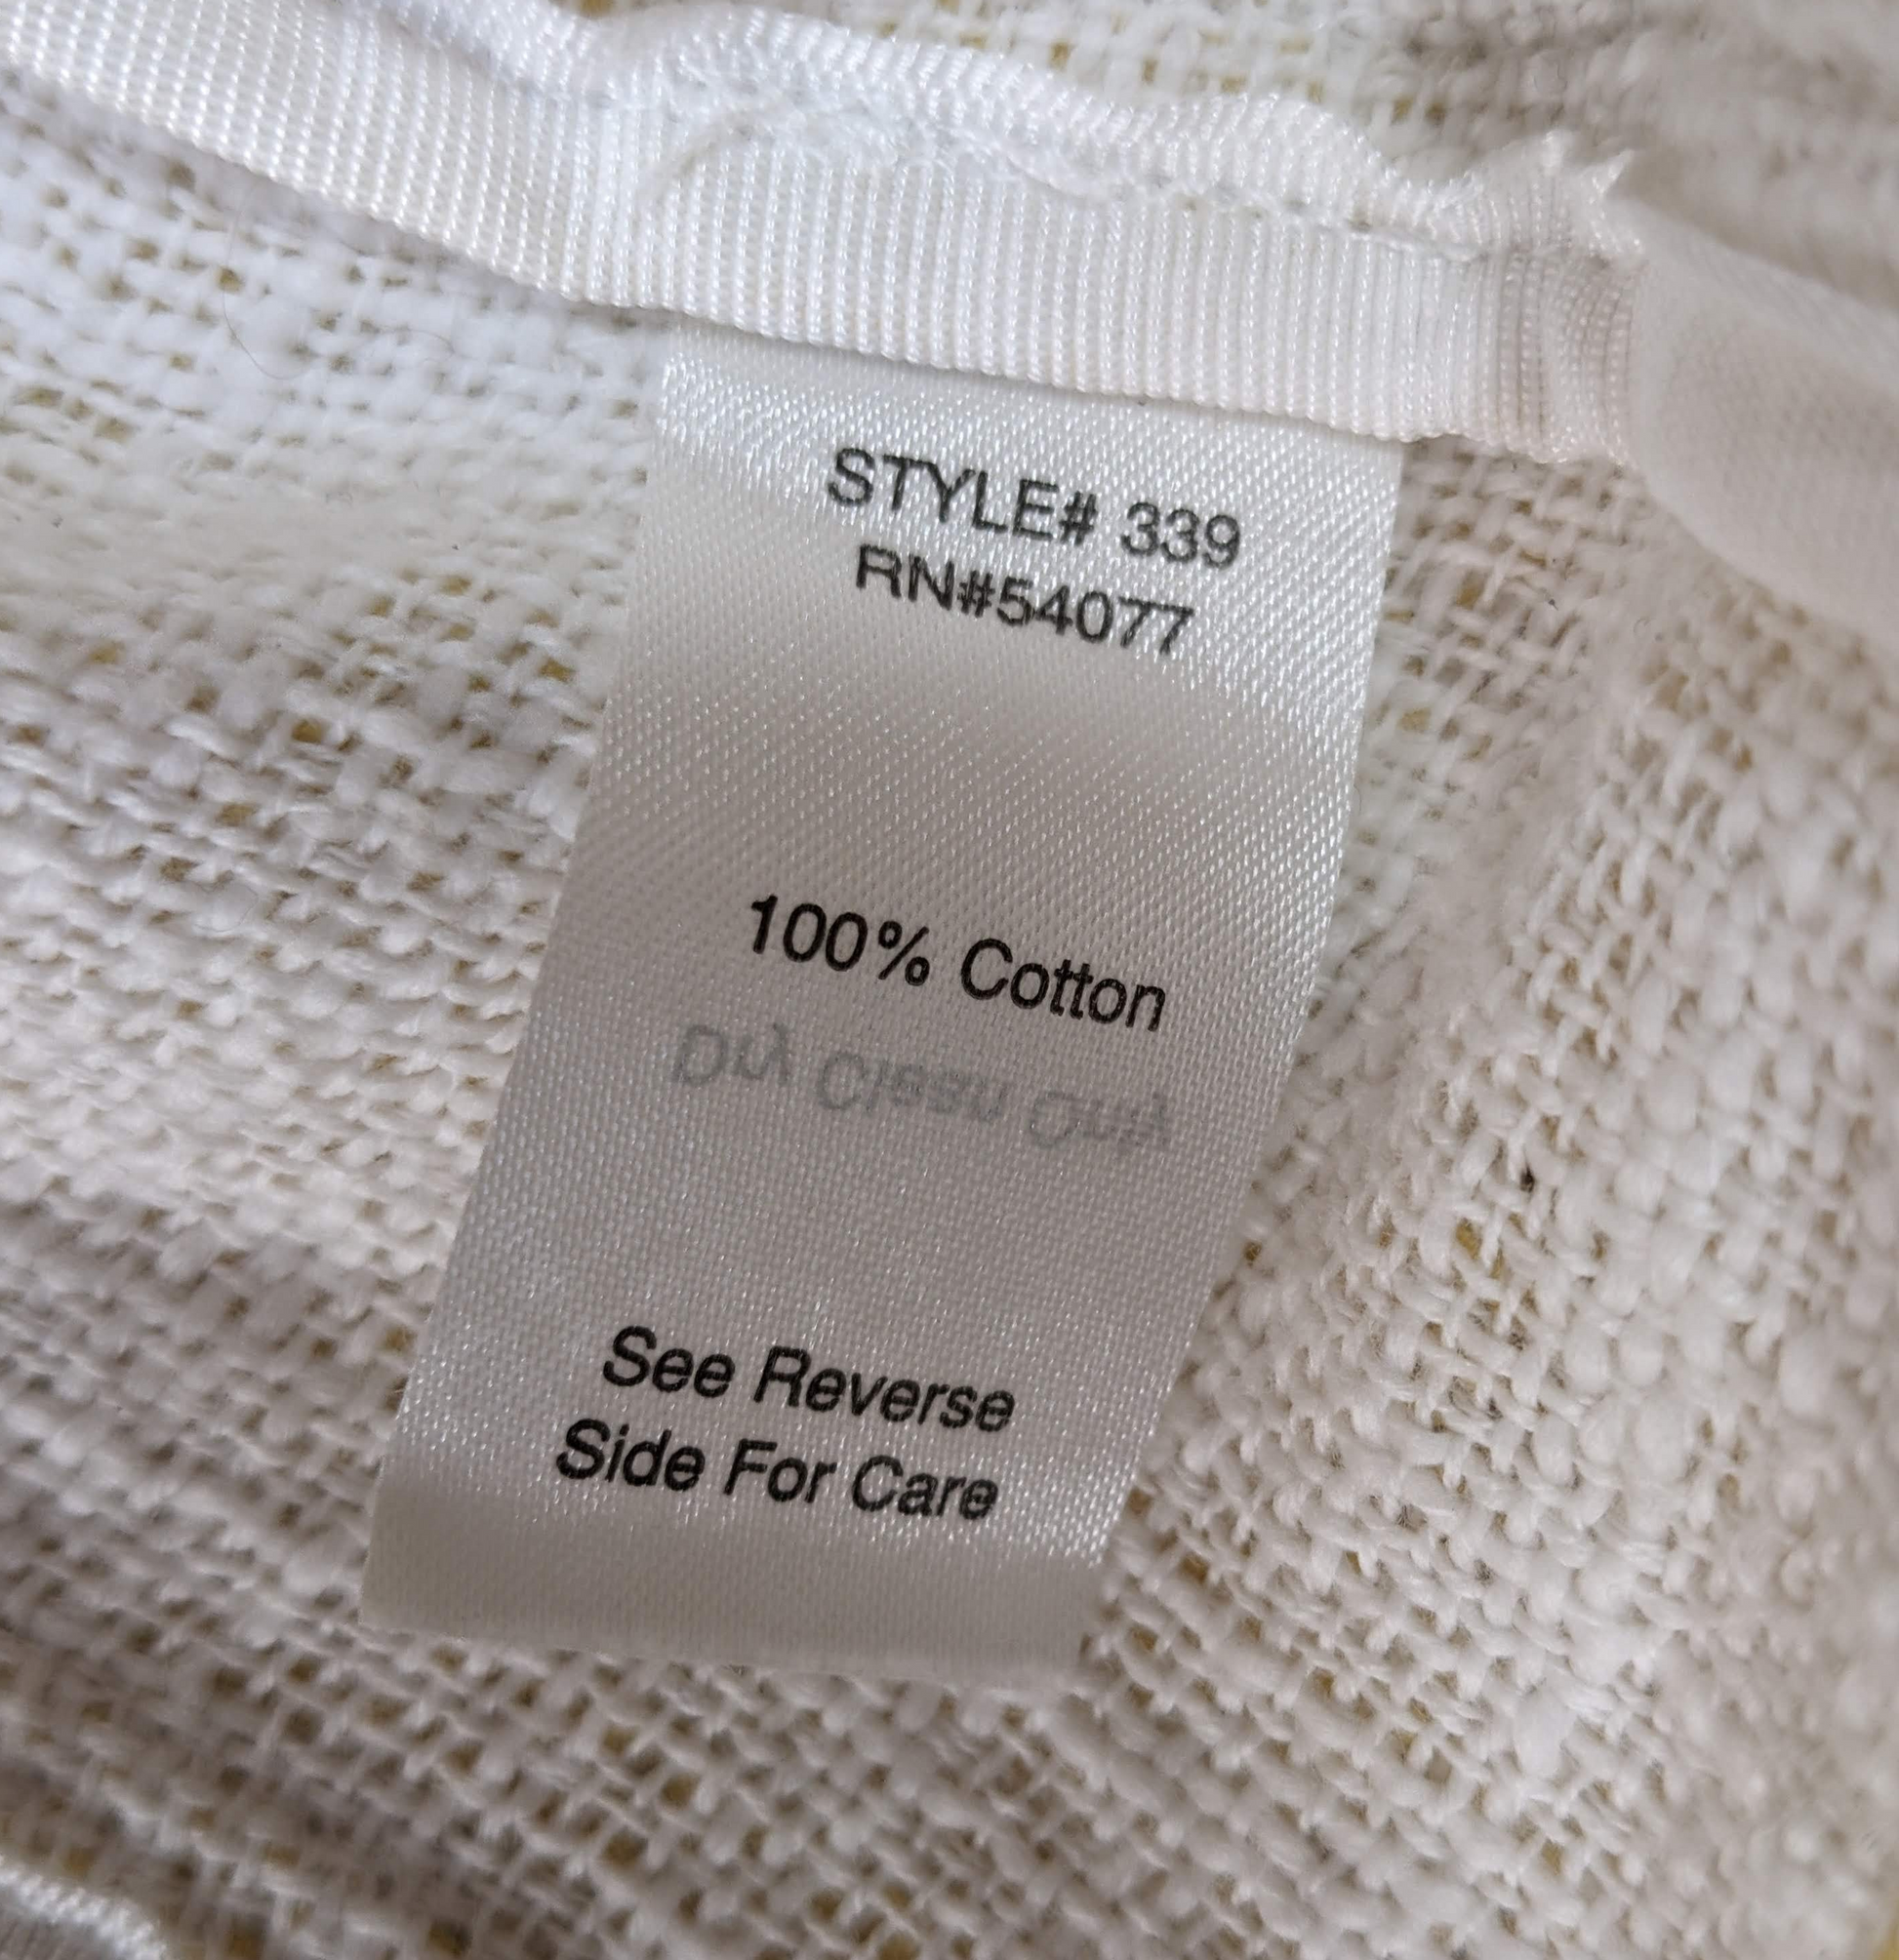 STYLE# 339
RN#54077
100% Cotton
See Reverse
Side For Care